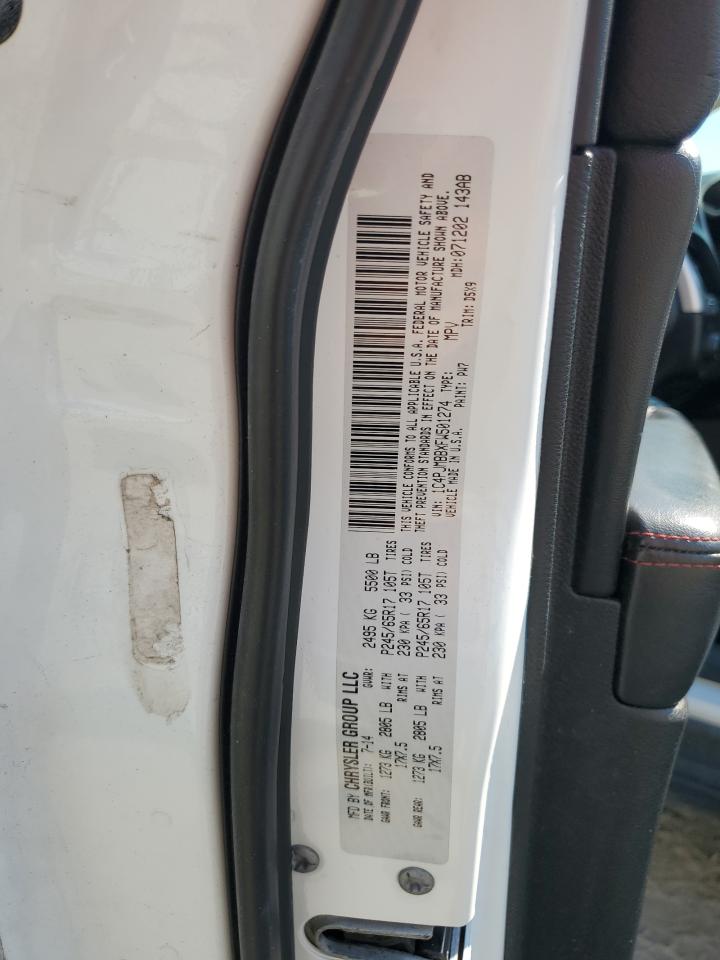 MFD BY CHRYSLER GROUP LLC
DATE OF MFR(BUILT): 7-14 GVWR: 2495 KG 5500 LB
GAWR FRONT: 1273 KG 2805 LB WITH P245/65R17 105T TIRES
17X7.5 RIMS AT 230 KPA ( 33 PSI) COLD
GAWR REAR: 1273 KG 2805 LB WITH P245/65R17 105T TIRES
17X7.5 RIMS AT 230 KPA ( 33 PSI) COLD
THIS VEHICLE CONFORMS TO ALL APPLICABLE U.S.A. FEDERAL MOTOR VEHICLE SAFETY AND
THEFT PREVENTION STANDARDS IN EFFECT ON THE DATE OF MANUFACTURE SHOWN ABOVE.
VIN: 1C4PJMBBXFW501274 TYPE: MPV MDH:071202 143AB
VEHICLE MADE IN U.S.A. PAINT: PW7 TRIM: D5X9